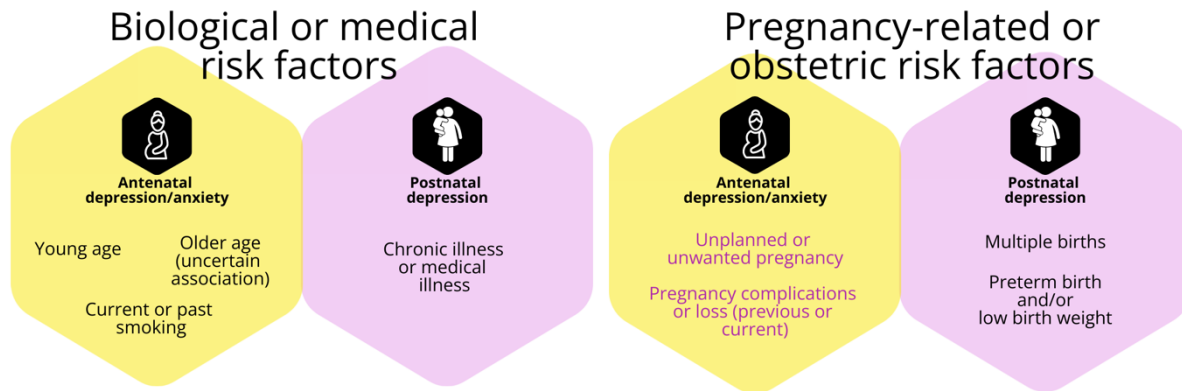 Biological or medical
risk factors
Antenatal
depression/anxiety
Young age
Older age
(uncertain
association)
Current or past
smoking
Postnatal
depression
Chronic illness
or medical
illness
Pregnancy-related or
obstetric risk factors
Antenatal
depression/anxiety
Unplanned or
unwanted pregnancy
Pregnancy complications
or loss (previous or
current)
Postnatal
depression
Multiple births
Preterm birth
and/or
low birth weight